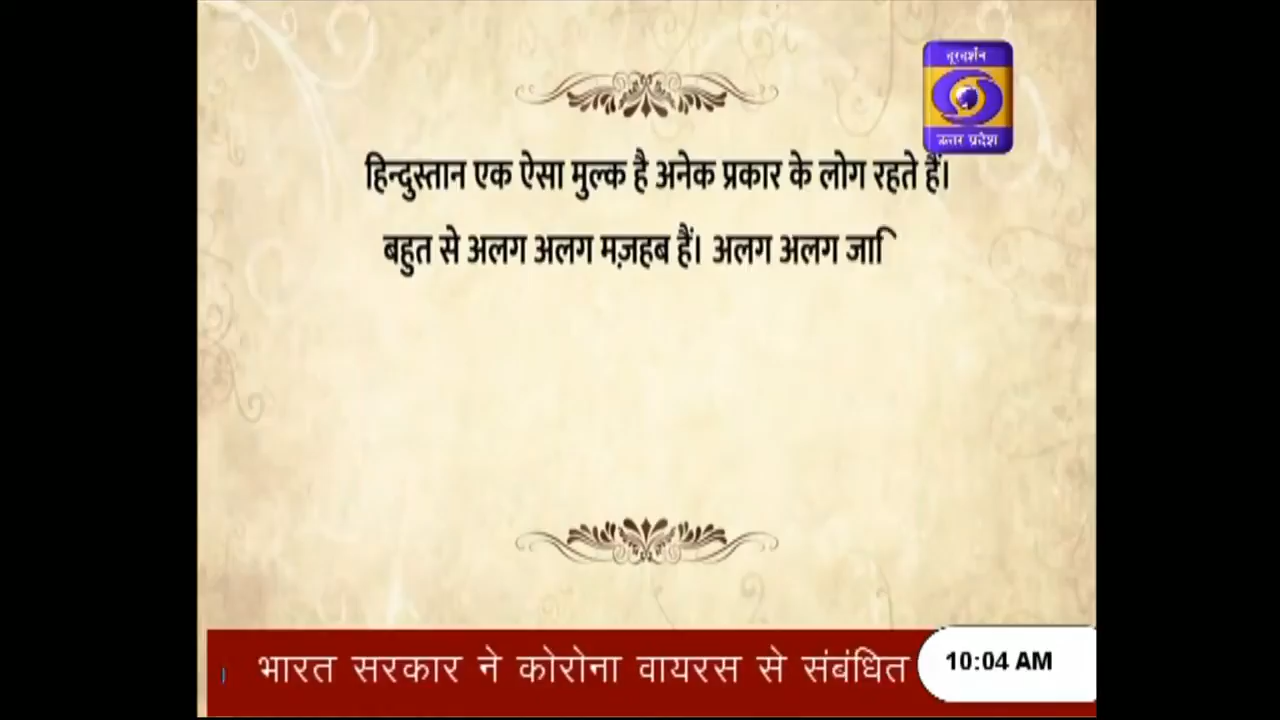 दूरदर्शन
उत्तर प्रदेश
हिन्दुस्तान एक ऐसा मुल्क है अनेक प्रकार के लोग रहते हैं।
बहुत से अलग अलग मज़हब हैं। अलग अलग जाि
भारत सरकार ने कोरोना वायरस से संबंधित
10:04 AM